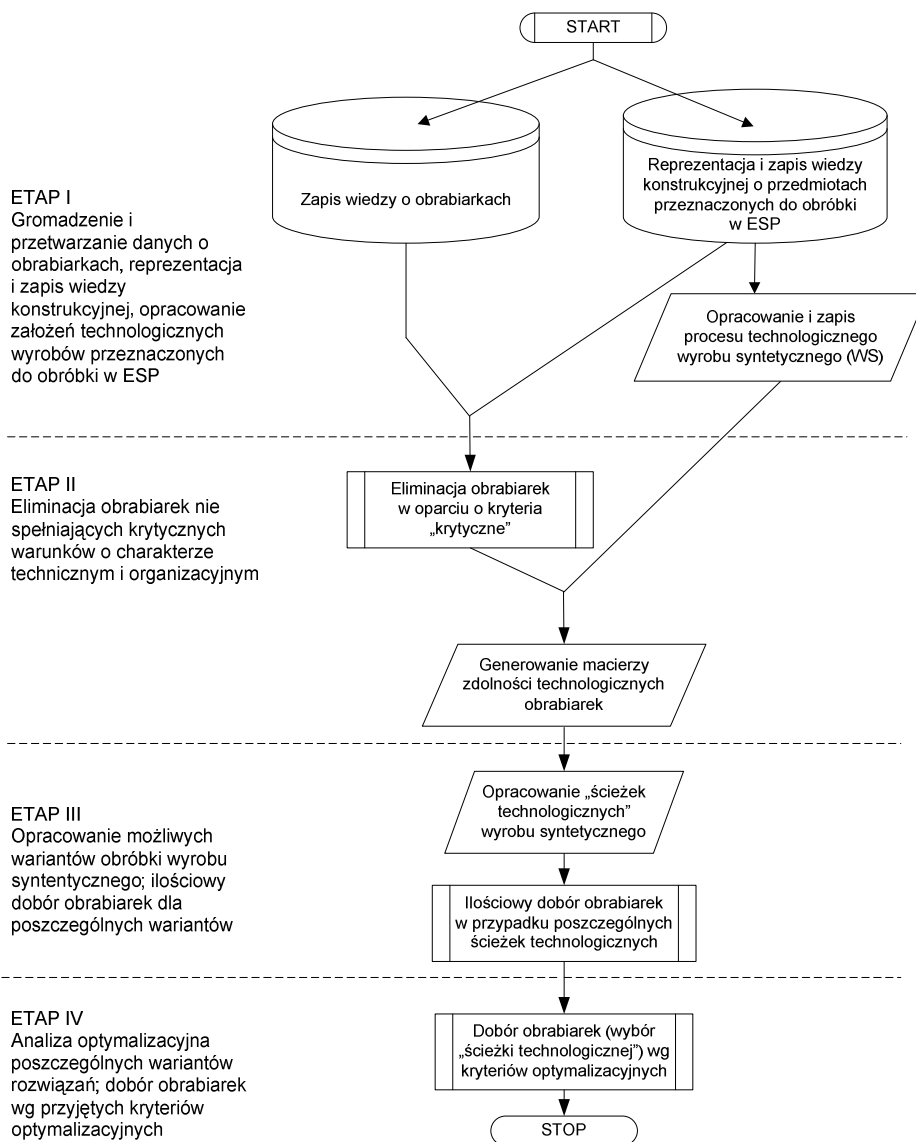 START
Zapis wiedzy o obrabiarkach
Reprezentacja i zapis wiedzy
konstrukcyjnej o przedmiotach
przeznaczonych do obróbki
w ESP
ETAP I
Gromadzenie i
przetwarzanie danych o
obrabiarkach, reprezentacja
i zapis wiedzy
konstrukcyjnej, opracowanie
założeń technologicznych
wyrobów przeznaczonych
do obróbki w ESP
Opracowanie i zapis
procesu technologicznego
wyrobu syntetycznego (WS)
ETAP II
Eliminacja obrabiarek nie
spełniających krytycznych
warunków o charakterze
technicznym i organizacyjnym
Eliminacja obrabiarek
w oparciu o kryteria
„krytyczne”
Generowanie macierzy
zdolności technologicznych
obrabiarek
ETAP III
Opracowanie możliwych
wariantów obróbki wyrobu
syntentycznego; ilościowy
dobór obrabiarek dla
poszczególnych wariantów
Opracowanie „ścieżek
technologicznych”
wyrobu syntetycznego
Ilościowy dobór obrabiarek
w przypadku poszczególnych
ścieżek technologicznych
ETAP IV
Analiza optymalizacyjna
poszczególnych wariantów
rozwiązań; dobór obrabiarek
wg przyjętych kryteriów
optymalizacyjnych
Dobór obrabiarek (wybór
„ścieżki technologicznej”) wg
kryteriów optymalizacyjnych
STOP